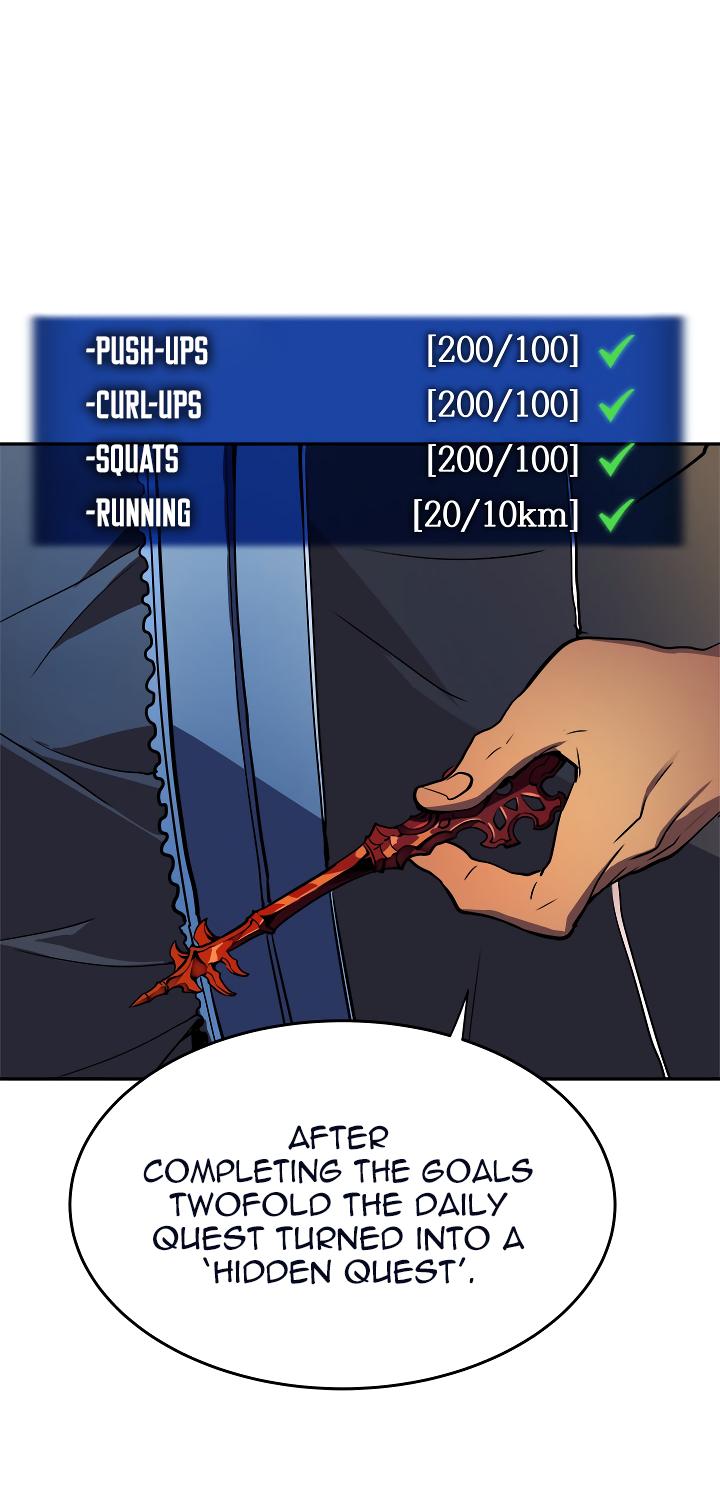 -PUSH-UPS [200/100] ✓
-CURL-UPS [200/100] ✓
-SQUATS [200/100] ✓
-RUNNING [20/10km] ✓
AFTER
COMPLETING THE GOALS
TWOFOLD THE DAILY
QUEST TURNED INTO A
'HIDDEN QUEST'.